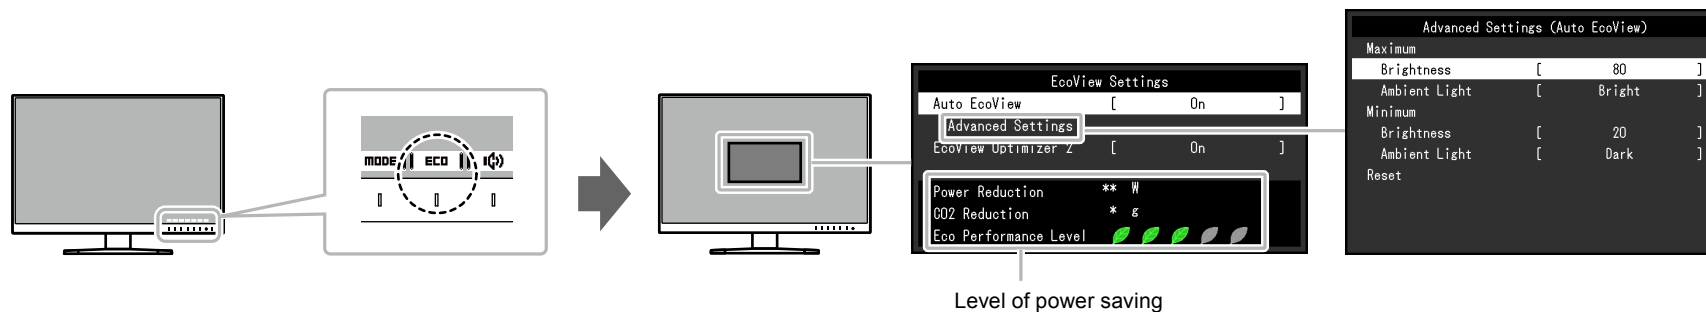 MODE ECO
EcoView Settings
Auto EcoView [ On ]
Advanced Settings
EcoView Optimizer 2 [ On ]
Power Reduction ** W
CO2 Reduction * g
Eco Performance Level
Level of power saving
Advanced Settings (Auto EcoView)
Maximum
Brightness [ 80 ]
Ambient Light [ Bright ]
Minimum
Brightness [ 20 ]
Ambient Light [ Dark ]
Reset